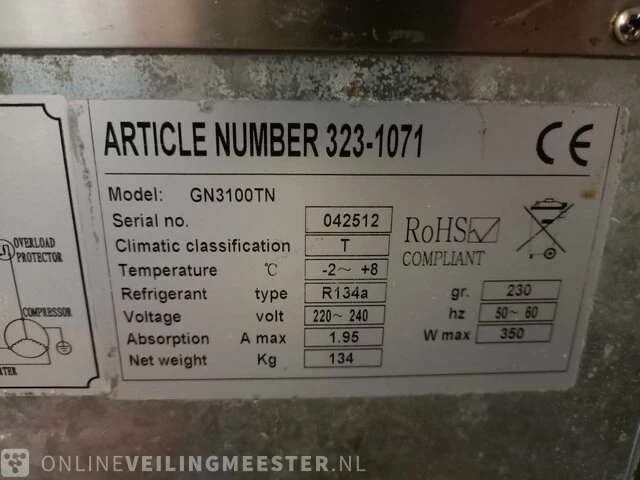 ARTICLE NUMBER 323-1071 CE
Model: GN3100TN
Serial no. 042512
Climatic classification T
Temperature °C -2~ +8
Refrigerant type R134a gr. 230
Voltage volt 220~ 240 hz 50~ 60
Absorption A max 1.95 W max 350
Net weight Kg 134
RoHS
COMPLIANT
OVERLOAD
PROTECTOR
COMPRESSOR
ONLINEVEILINGMEESTER.NL